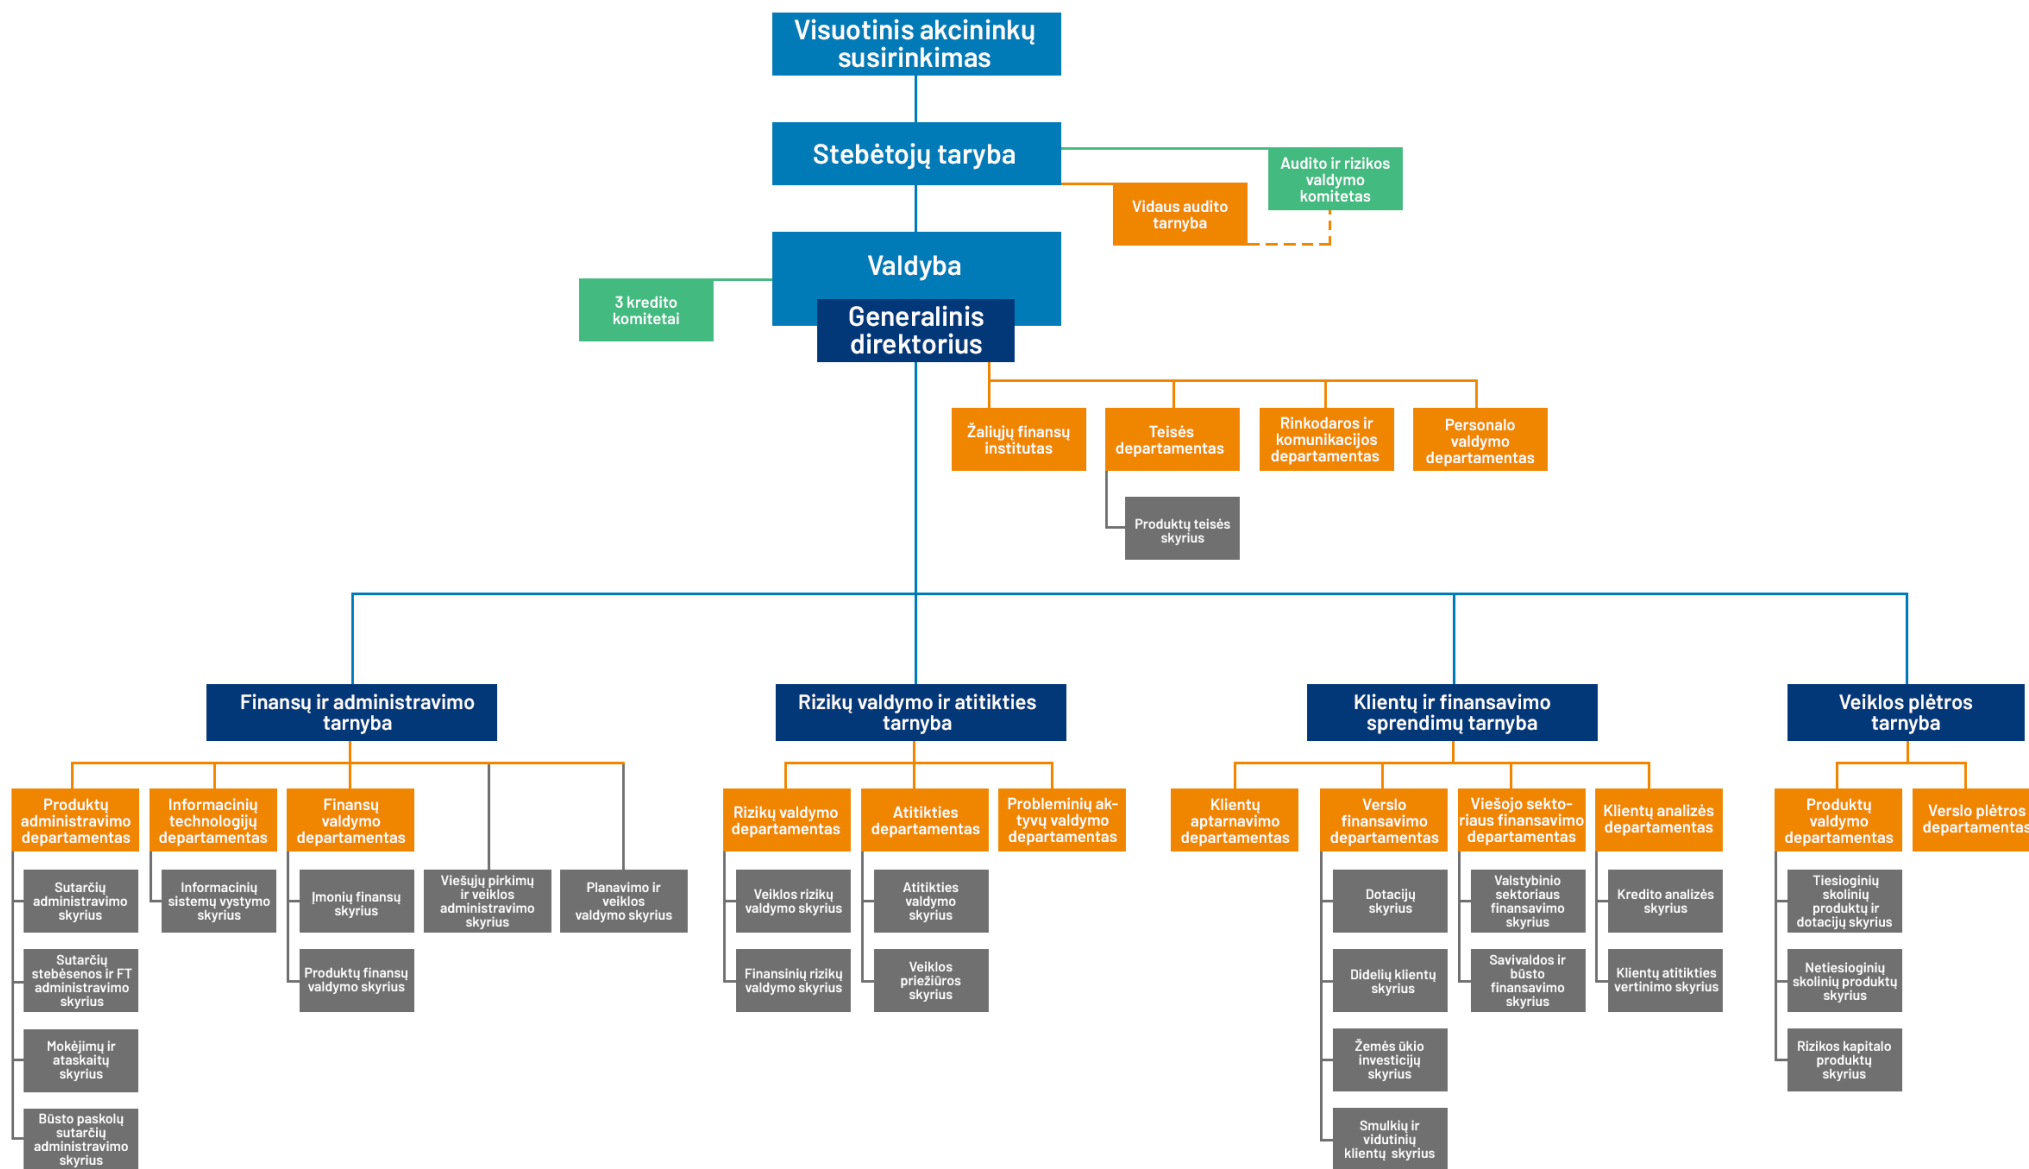 Visuotinis akcininkų
susirinkimas
Stebėtojų taryba
Audito ir rizikos
valdymo
komitetas
Vidaus audito
tarnyba
Valdyba
3 kredito
komitetai
Generalinis
direktorius
Žaliųjų finansų
institutas
Teisės
departamentas
Rinkodaros ir
komunikacijos
departamentas
Personalo
valdymo
departamentas
Produktų teisės
skyrius
Finansų ir administravimo
tarnyba
Rizikų valdymo ir atitikties
tarnyba
Klientų ir finansavimo
sprendimų tarnyba
Veiklos plėtros
tarnyba
Produktų
administravimo
departamentas
Informacinių
technologijų
departamentas
Finansų
valdymo
departamentas
Rizikų valdymo
departamentas
Atitikties
departamentas
Probleminių ak-
tyvų valdymo
departamentas
Klientų
aptarnavimo
departamentas
Verslo
finansavimo
departamentas
Viešojo sekto-
riaus finansavimo
departamentas
Klientų analizės
departamentas
Produktų
valdymo
departamentas
Verslo plėtros
departamentas
Sutarčių
administravimo
skyrius
Informacinių
sistemų vystymo
skyrius
Įmonių finansų
skyrius
Viešųjų pirkimų
ir veiklos
administravimo
skyrius
Planavimo ir
veiklos
valdymo skyrius
Veiklos rizikų
valdymo skyrius
Atitikties
valdymo
skyrius
Dotacijų
skyrius
Valstybinio
sektoriaus
finansavimo
skyrius
Kredito analizės
skyrius
Tiesioginių
skolinių
produktų ir
dotacijų skyrius
Sutarčių
stebėsenos ir FT
administravimo
skyrius
Produktų finansų
valdymo skyrius
Finansinių rizikų
valdymo skyrius
Veiklos
priežiūros
skyrius
Didelių klientų
skyrius
Savivaldos ir
būsto
finansavimo
skyrius
Klientų atitikties
vertinimo skyrius
Netiesioginių
skolinių produktų
skyrius
Mokėjimų ir
ataskaitų
skyrius
Žemės ūkio
investicijų
skyrius
Rizikos kapitalo
produktų
skyrius
Būsto paskolų
sutarčių
administravimo
skyrius
Smulkių ir
vidutinių
klientų skyrius